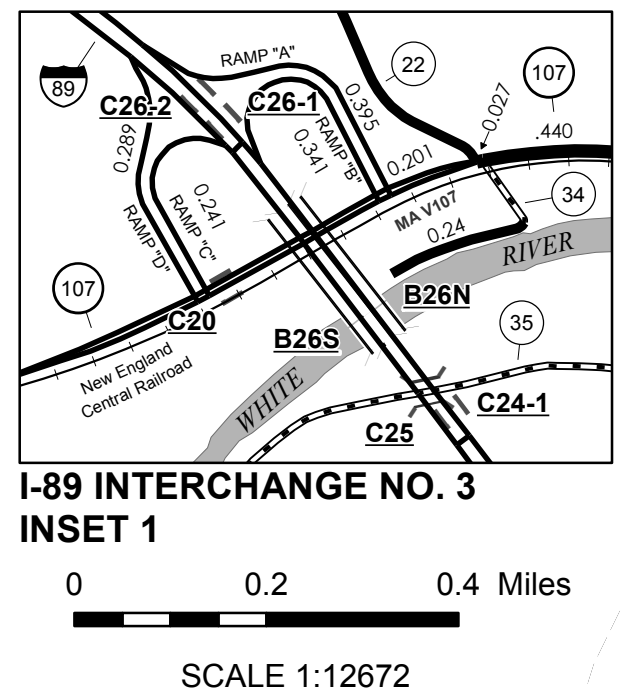 RAMP "A"
22
107
89
C26-2
C26-1
0.395
0.027
.440
0.289
RAMP "B"
0.341
0.201
0.241
RAMP "C"
RAMP "D"
MA V107
34
0.24
RIVER
107
C20
B26N
B26S
35
New England
Central Railroad
WHITE
C24-1
C25
I-89 INTERCHANGE NO. 3
INSET 1
0 0.2 0.4 Miles
SCALE 1:12672